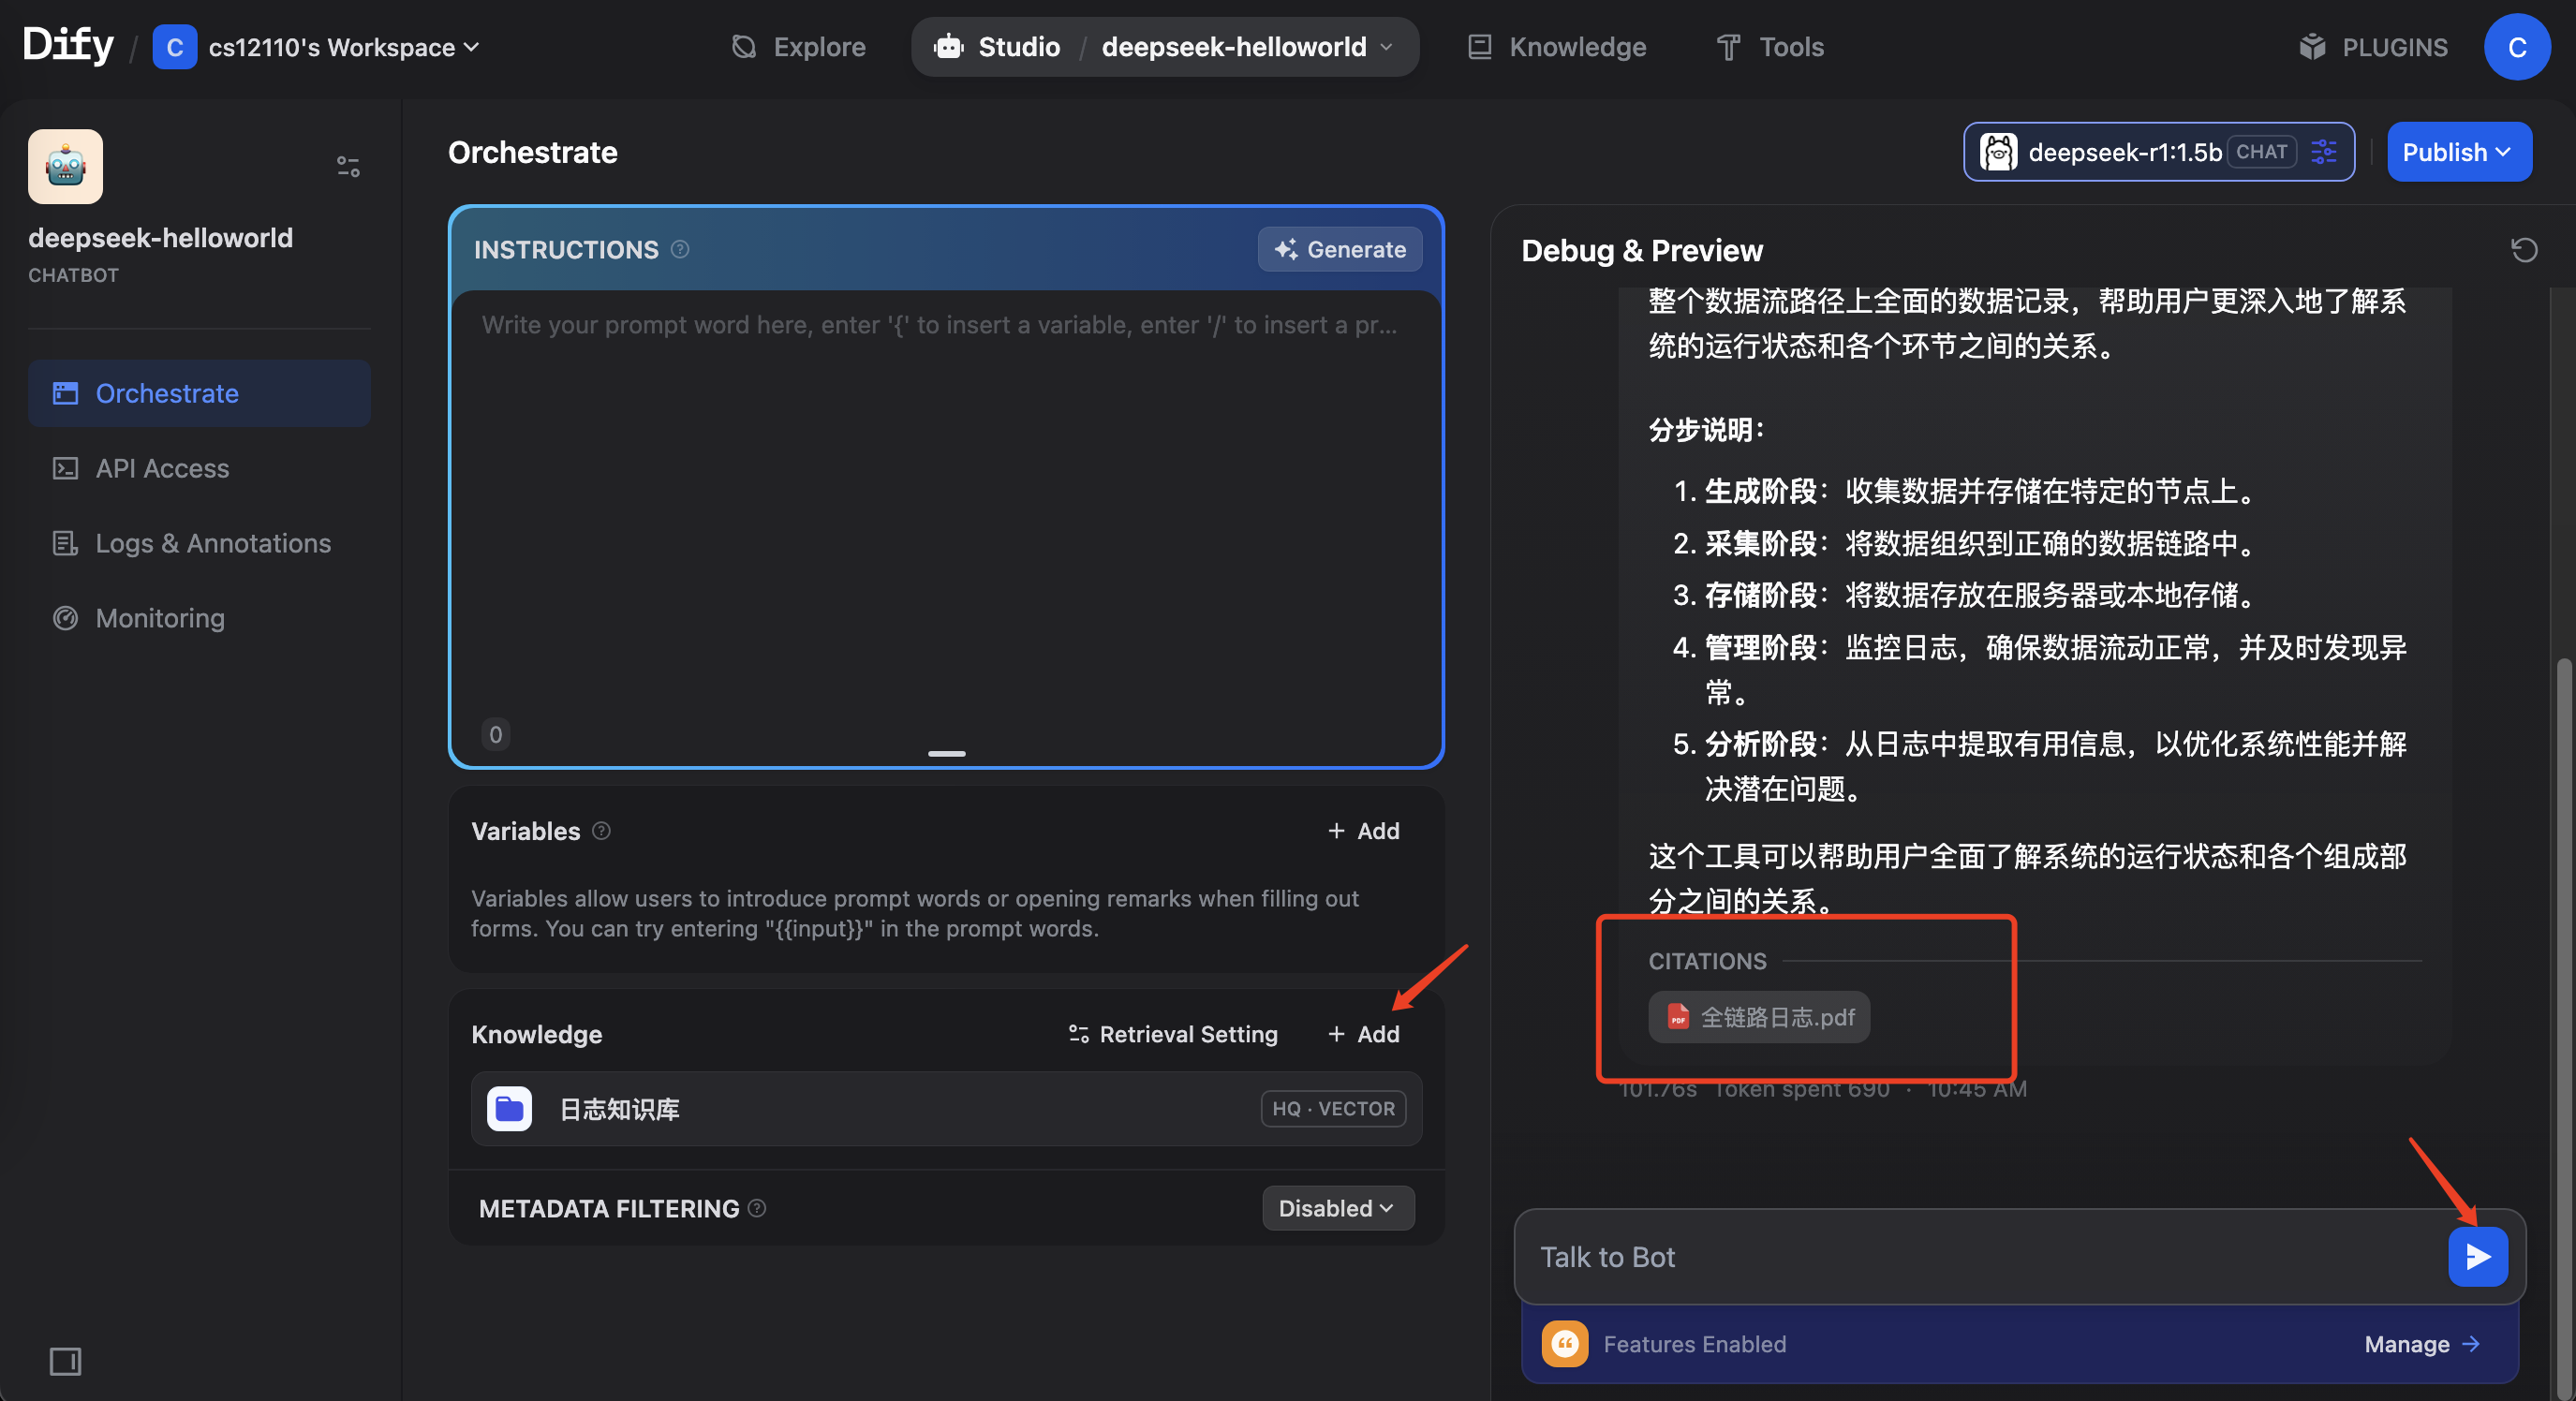 Dify / C cs12110's Workspace
Explore
Studio / deepseek-helloworld
Knowledge
Tools
PLUGINS
C
deepseek-helloworld
CHATBOT
Orchestrate
API Access
Logs & Annotations
Monitoring
Orchestrate
deepseek-r1:1.5b CHAT
Publish
INSTRUCTIONS
Generate
Write your prompt word here, enter '{' to insert a variable, enter '/' to insert a pr...
0
Variables
+ Add
Variables allow users to introduce prompt words or opening remarks when filling out
forms. You can try entering "{{input}}" in the prompt words.
Knowledge
Retrieval Setting
+ Add
日志知识库
HQ · VECTOR
METADATA FILTERING
Disabled
Debug & Preview
整个数据流路径上全面的数据记录，帮助用户更深入地了解系
统的运行状态和各个环节之间的关系。
分步说明：
1. 生成阶段：收集数据并存储在特定的节点上。
2. 采集阶段：将数据组织到正确的数据链路中。
3. 存储阶段：将数据存放在服务器或本地存储。
4. 管理阶段：监控日志，确保数据流动正常，并及时发现异
常。
5. 分析阶段：从日志中提取有用信息，以优化系统性能并解
决潜在问题。
这个工具可以帮助用户全面了解系统的运行状态和各个组成部
分之间的关系。
CITATIONS
PDF 全链路日志.pdf
101.76s Token spent 690 · 10:45 AM
Talk to Bot
Features Enabled
Manage →